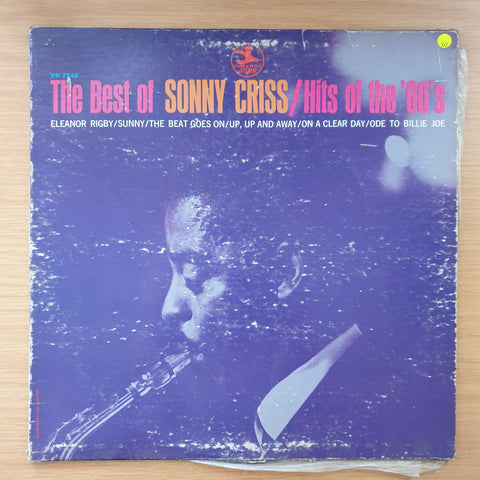 PR 7742
The Best of SONNY CRISS/Hits of the '60's
ELEANOR RIGBY/SUNNY/THE BEAT GOES ON/UP, UP AND AWAY/ON A CLEAR DAY/ODE TO BILLIE JOE